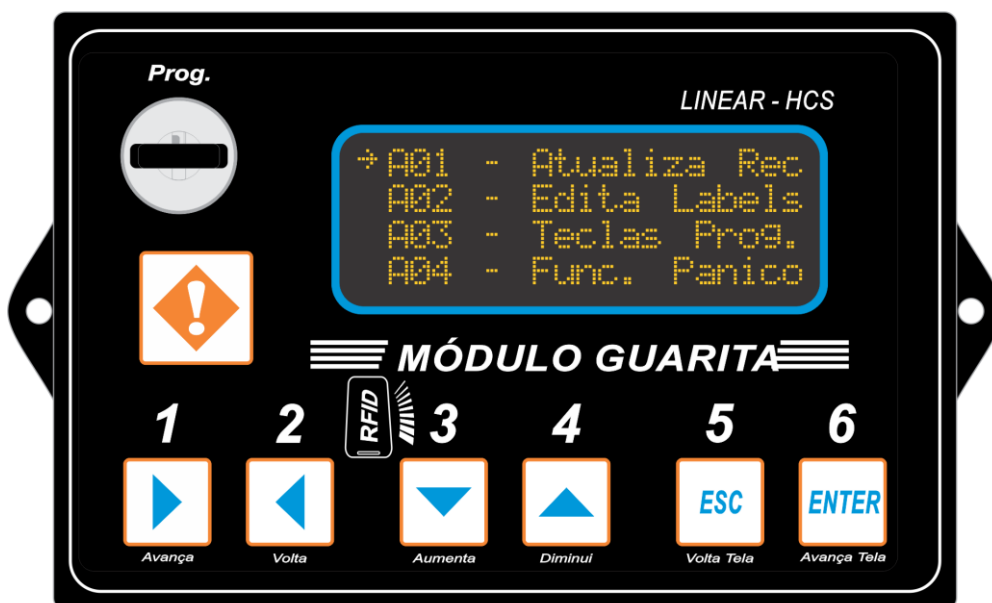 Prog.
LINEAR - HCS
→A01 - Atualiza Rec
A02 - Edita Labels
A03 - Teclas Prog.
A04 - Func. Panico
!
MÓDULO GUARITA
RFID
1 2 3 4 5 6
ESC ENTER
Avança Volta Aumenta Diminui Volta Tela Avança Tela